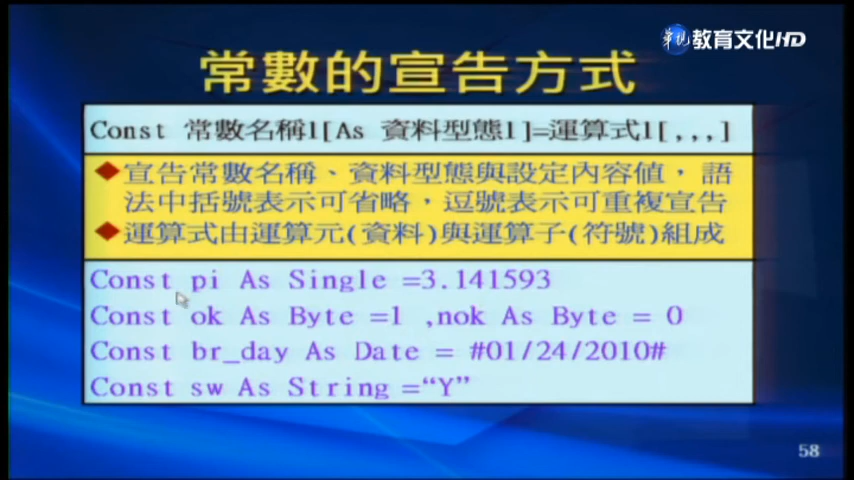 華視 教育文化HD
常數的宣告方式
Const 常數名稱1[As 資料型態1]=運算式1[,,,]
◆宣告常數名稱、資料型態與設定內容值，語
法中括號表示可省略，逗號表示可重複宣告
◆運算式由運算元(資料)與運算子(符號)組成
Const pi As Single =3.141593
Const ok As Byte =1 ,nok As Byte = 0
Const br_day As Date = #01/24/2010#
Const sw As String =“Y”
58